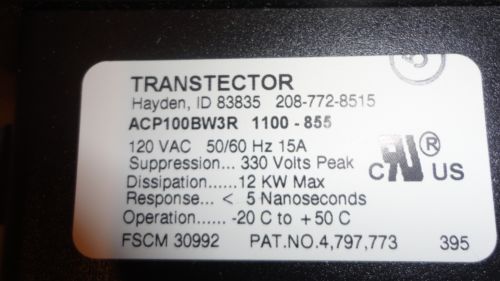 TRANSTECTOR
Hayden, ID 83835 208-772-8515
ACP100BW3R 1100 - 855
120 VAC 50/60 Hz 15A
Suppression... 330 Volts Peak
Dissipation......12 KW Max
Response... < 5 Nanoseconds
Operation...... -20 C to + 50 C
FSCM 30992 PAT.NO.4,797,773 395
C UR ® US